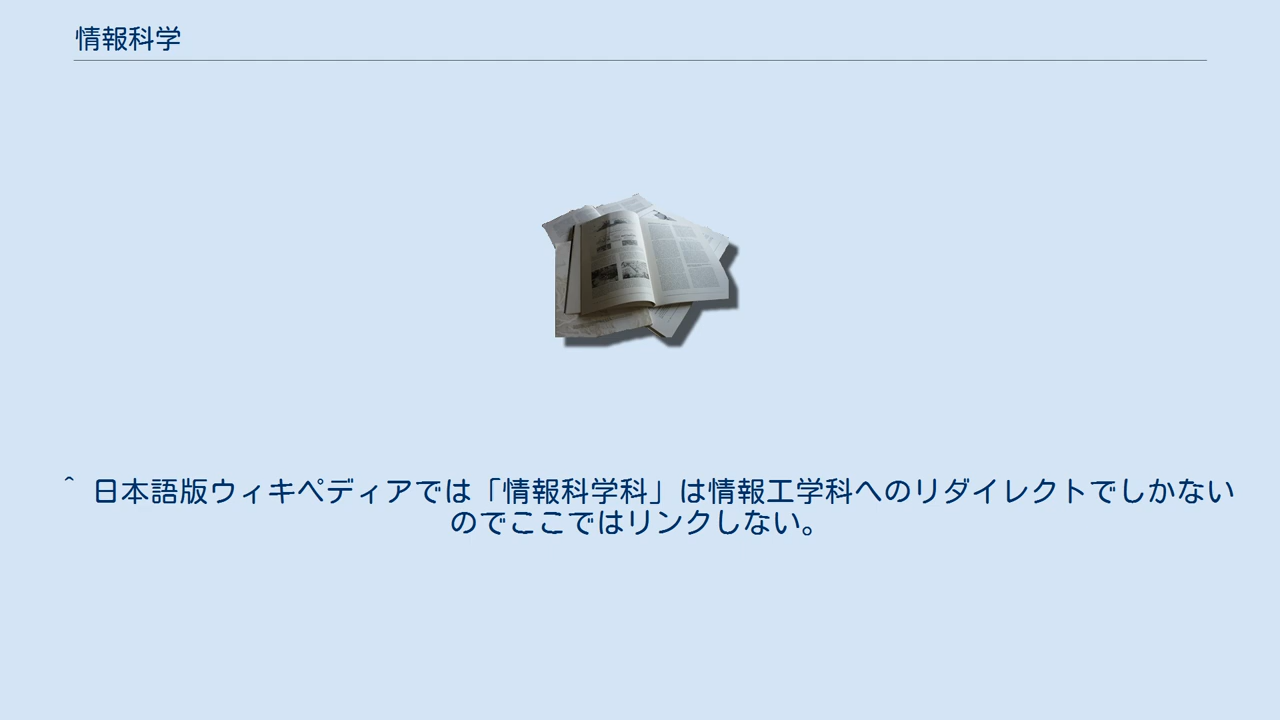 情報科学
^ 日本語版ウィキペディアでは「情報科学科」は情報工学科へのリダイレクトでしかない
のでここではリンクしない。